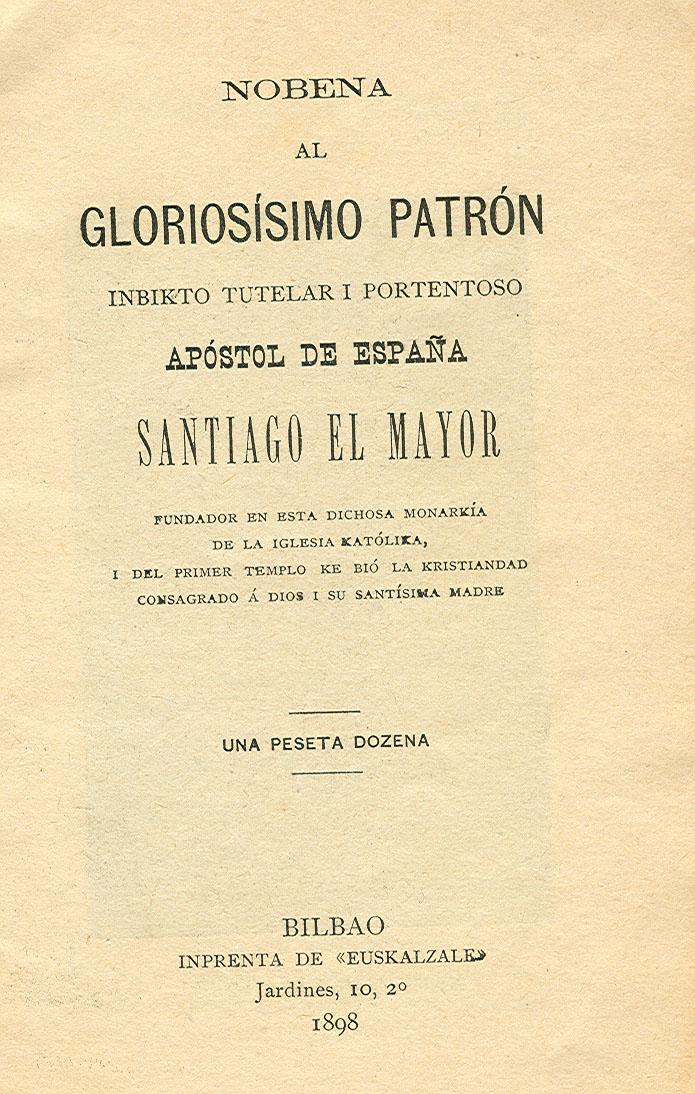 NOBENA
AL
GLORIOSÍSIMO PATRÓN
INBIKTO TUTELAR I PORTENTOSO
APÓSTOL DE ESPAÑA
SANTIAGO EL MAYOR
FUNDADOR EN ESTA DICHOSA MONARKÍA
DE LA IGLESIA KATÓLIKA,
I DEL PRIMER TEMPLO KE BIÓ LA KRISTIANDAD
CONSAGRADO Á DIOS I SU SANTÍSIMA MADRE
UNA PESETA DOZENA
BILBAO
INPRENTA DE «EUSKALZALE»
Jardines, 10, 2º
1898